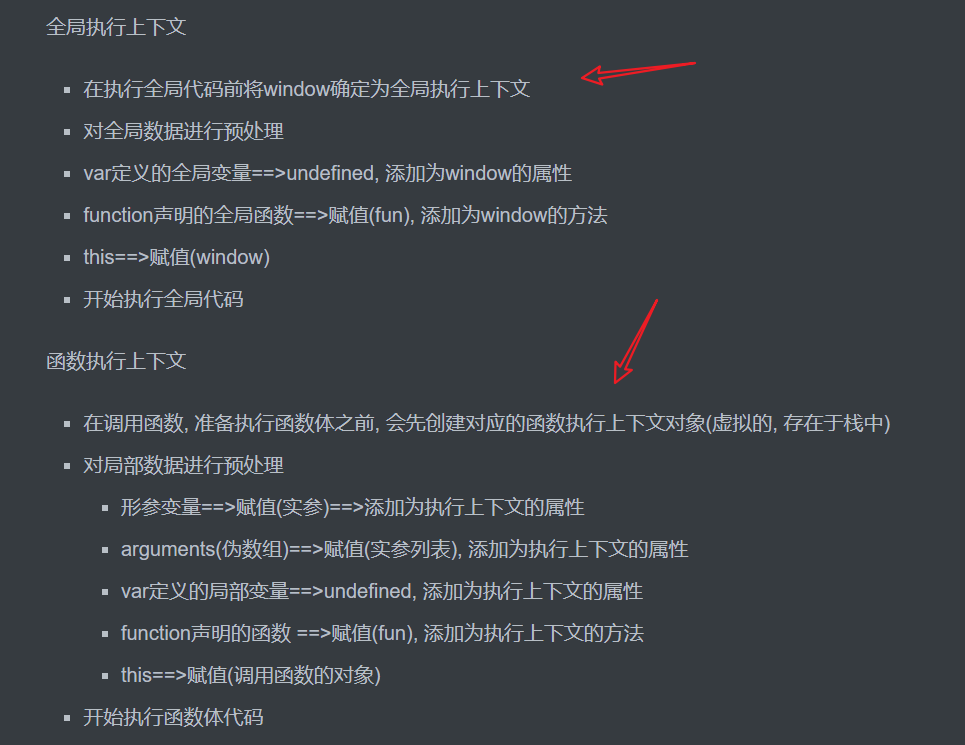 全局执行上下文
在执行全局代码前将window确定为全局执行上下文
对全局数据进行预处理
var定义的全局变量==>undefined, 添加为window的属性
function声明的全局函数==>赋值(fun), 添加为window的方法
this==>赋值(window)
开始执行全局代码
函数执行上下文
在调用函数, 准备执行函数体之前, 会先创建对应的函数执行上下文对象(虚拟的, 存在于栈中)
对局部数据进行预处理
形参变量==>赋值(实参)==>添加为执行上下文的属性
arguments(伪数组)==>赋值(实参列表), 添加为执行上下文的属性
var定义的局部变量==>undefined, 添加为执行上下文的属性
function声明的函数 ==>赋值(fun), 添加为执行上下文的方法
this==>赋值(调用函数的对象)
开始执行函数体代码